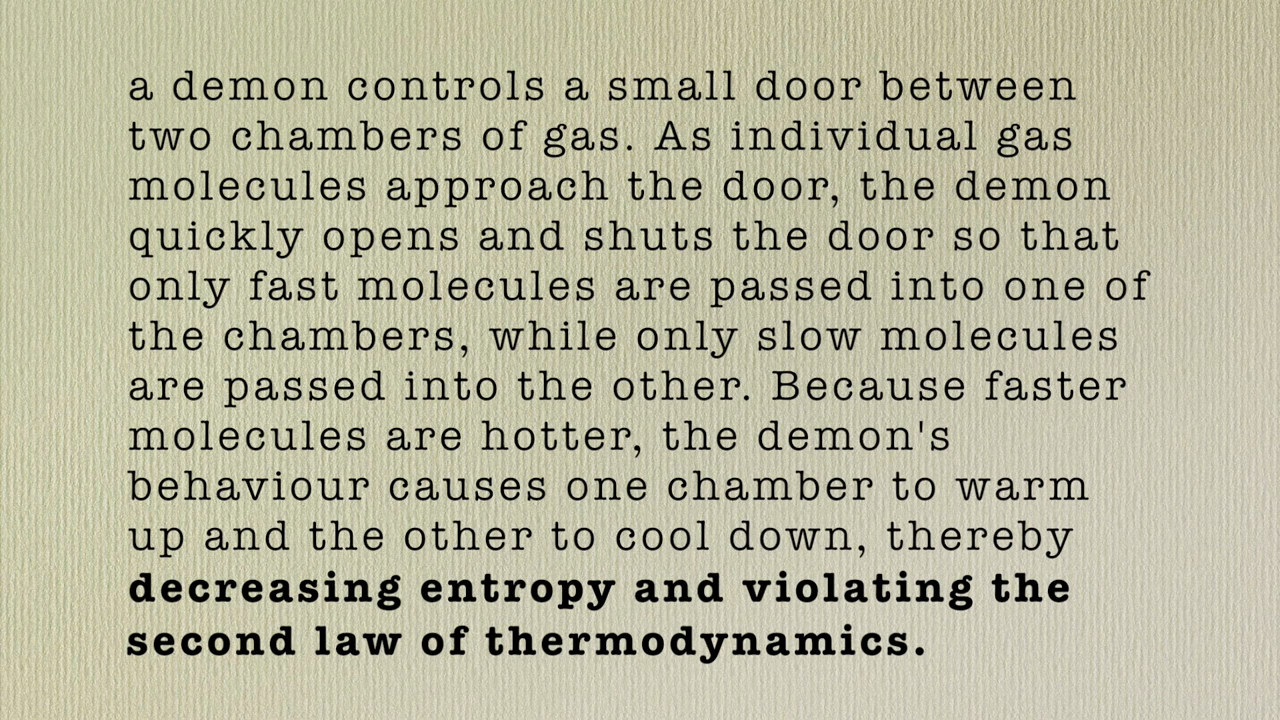 a demon controls a small door between
two chambers of gas. As individual gas
molecules approach the door, the demon
quickly opens and shuts the door so that
only fast molecules are passed into one of
the chambers, while only slow molecules
are passed into the other. Because faster
molecules are hotter, the demon's
behaviour causes one chamber to warm
up and the other to cool down, thereby
decreasing entropy and violating the
second law of thermodynamics.